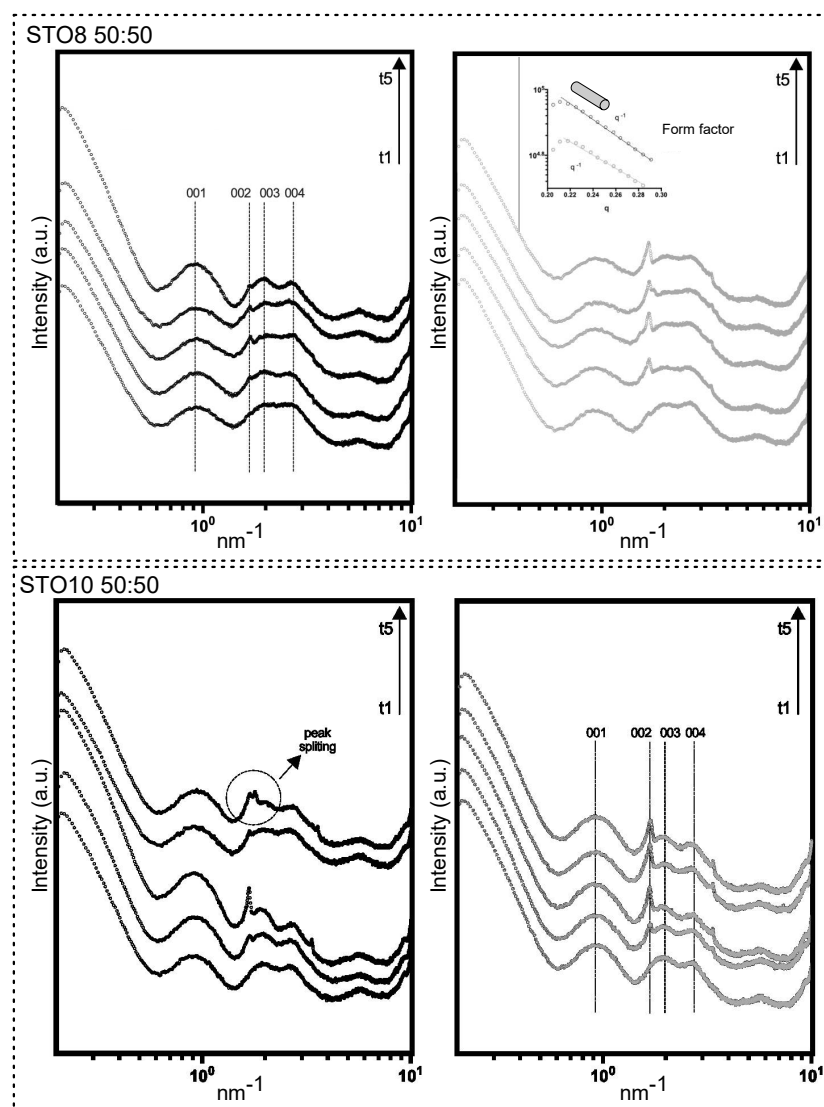 STO8 50:50
t5
t1
001 002 003 004
Intensity (a.u.)
10⁰ 10¹
nm-1
t5
t1
10⁵
10⁴·⁸
q⁻¹
q⁻¹
0.20 0.22 0.24 0.26 0.28 0.30
q
Form factor
Intensity (a.u.)
10⁰ 10¹
nm-1
STO10 50:50
t5
t1
peak
spliting
Intensity (a.u.)
10⁰ 10¹
nm-1
t5
t1
001 002 003 004
Intensity (a.u.)
10⁰ 10¹
nm-1